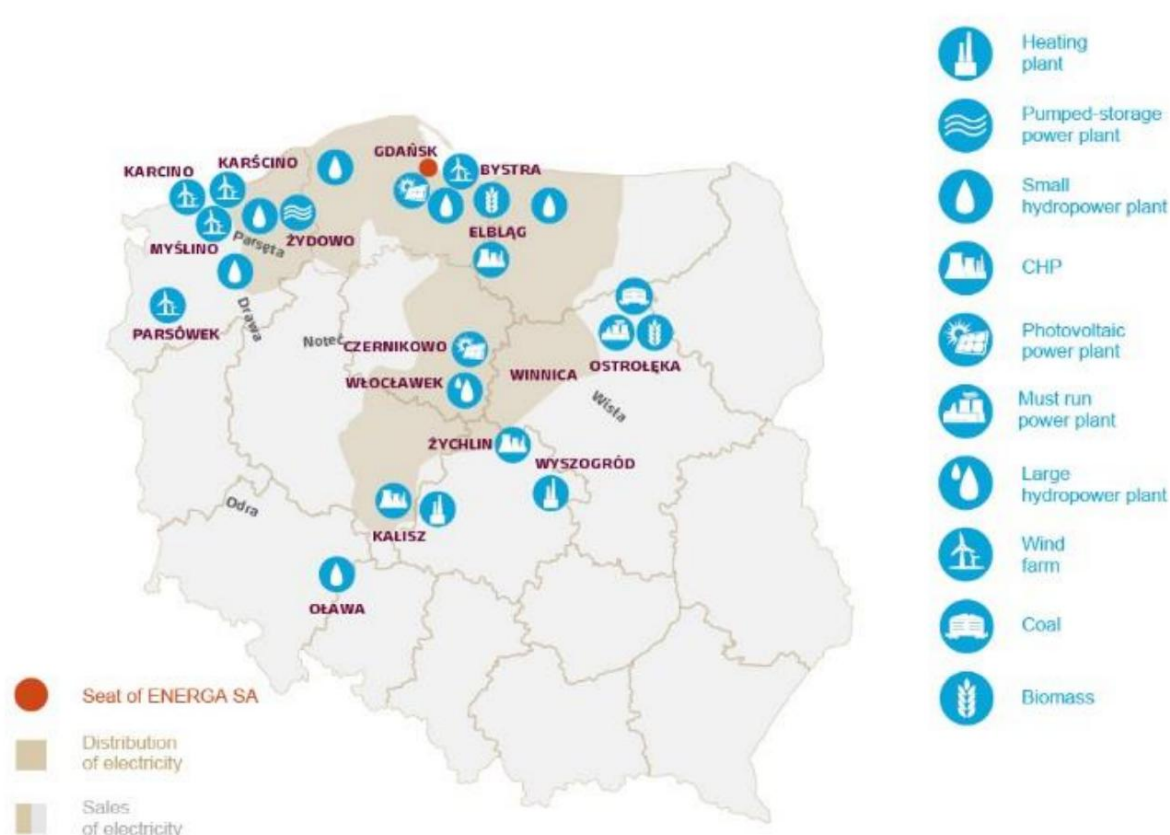 GDAŃSK
KARŚCINO
KARCINO
BYSTRA
MYŚLINO
Parsęta
ŻYDOWO
ELBLĄG
PARSÓWEK
Drawa
Noteć
CZERNIKOWO
WŁOCŁAWEK
WINNICA
OSTROŁĘKA
Wisła
ŻYCHLIN
WYSZOGRÓD
Odra
KALISZ
OŁAWA
Seat of ENERGA SA
Distribution
of electricity
Sales
of electricity
Heating
plant
Pumped-storage
power plant
Small
hydropower plant
CHP
Photovoltaic
power plant
Must run
power plant
Large
hydropower plant
Wind
farm
Coal
Biomass